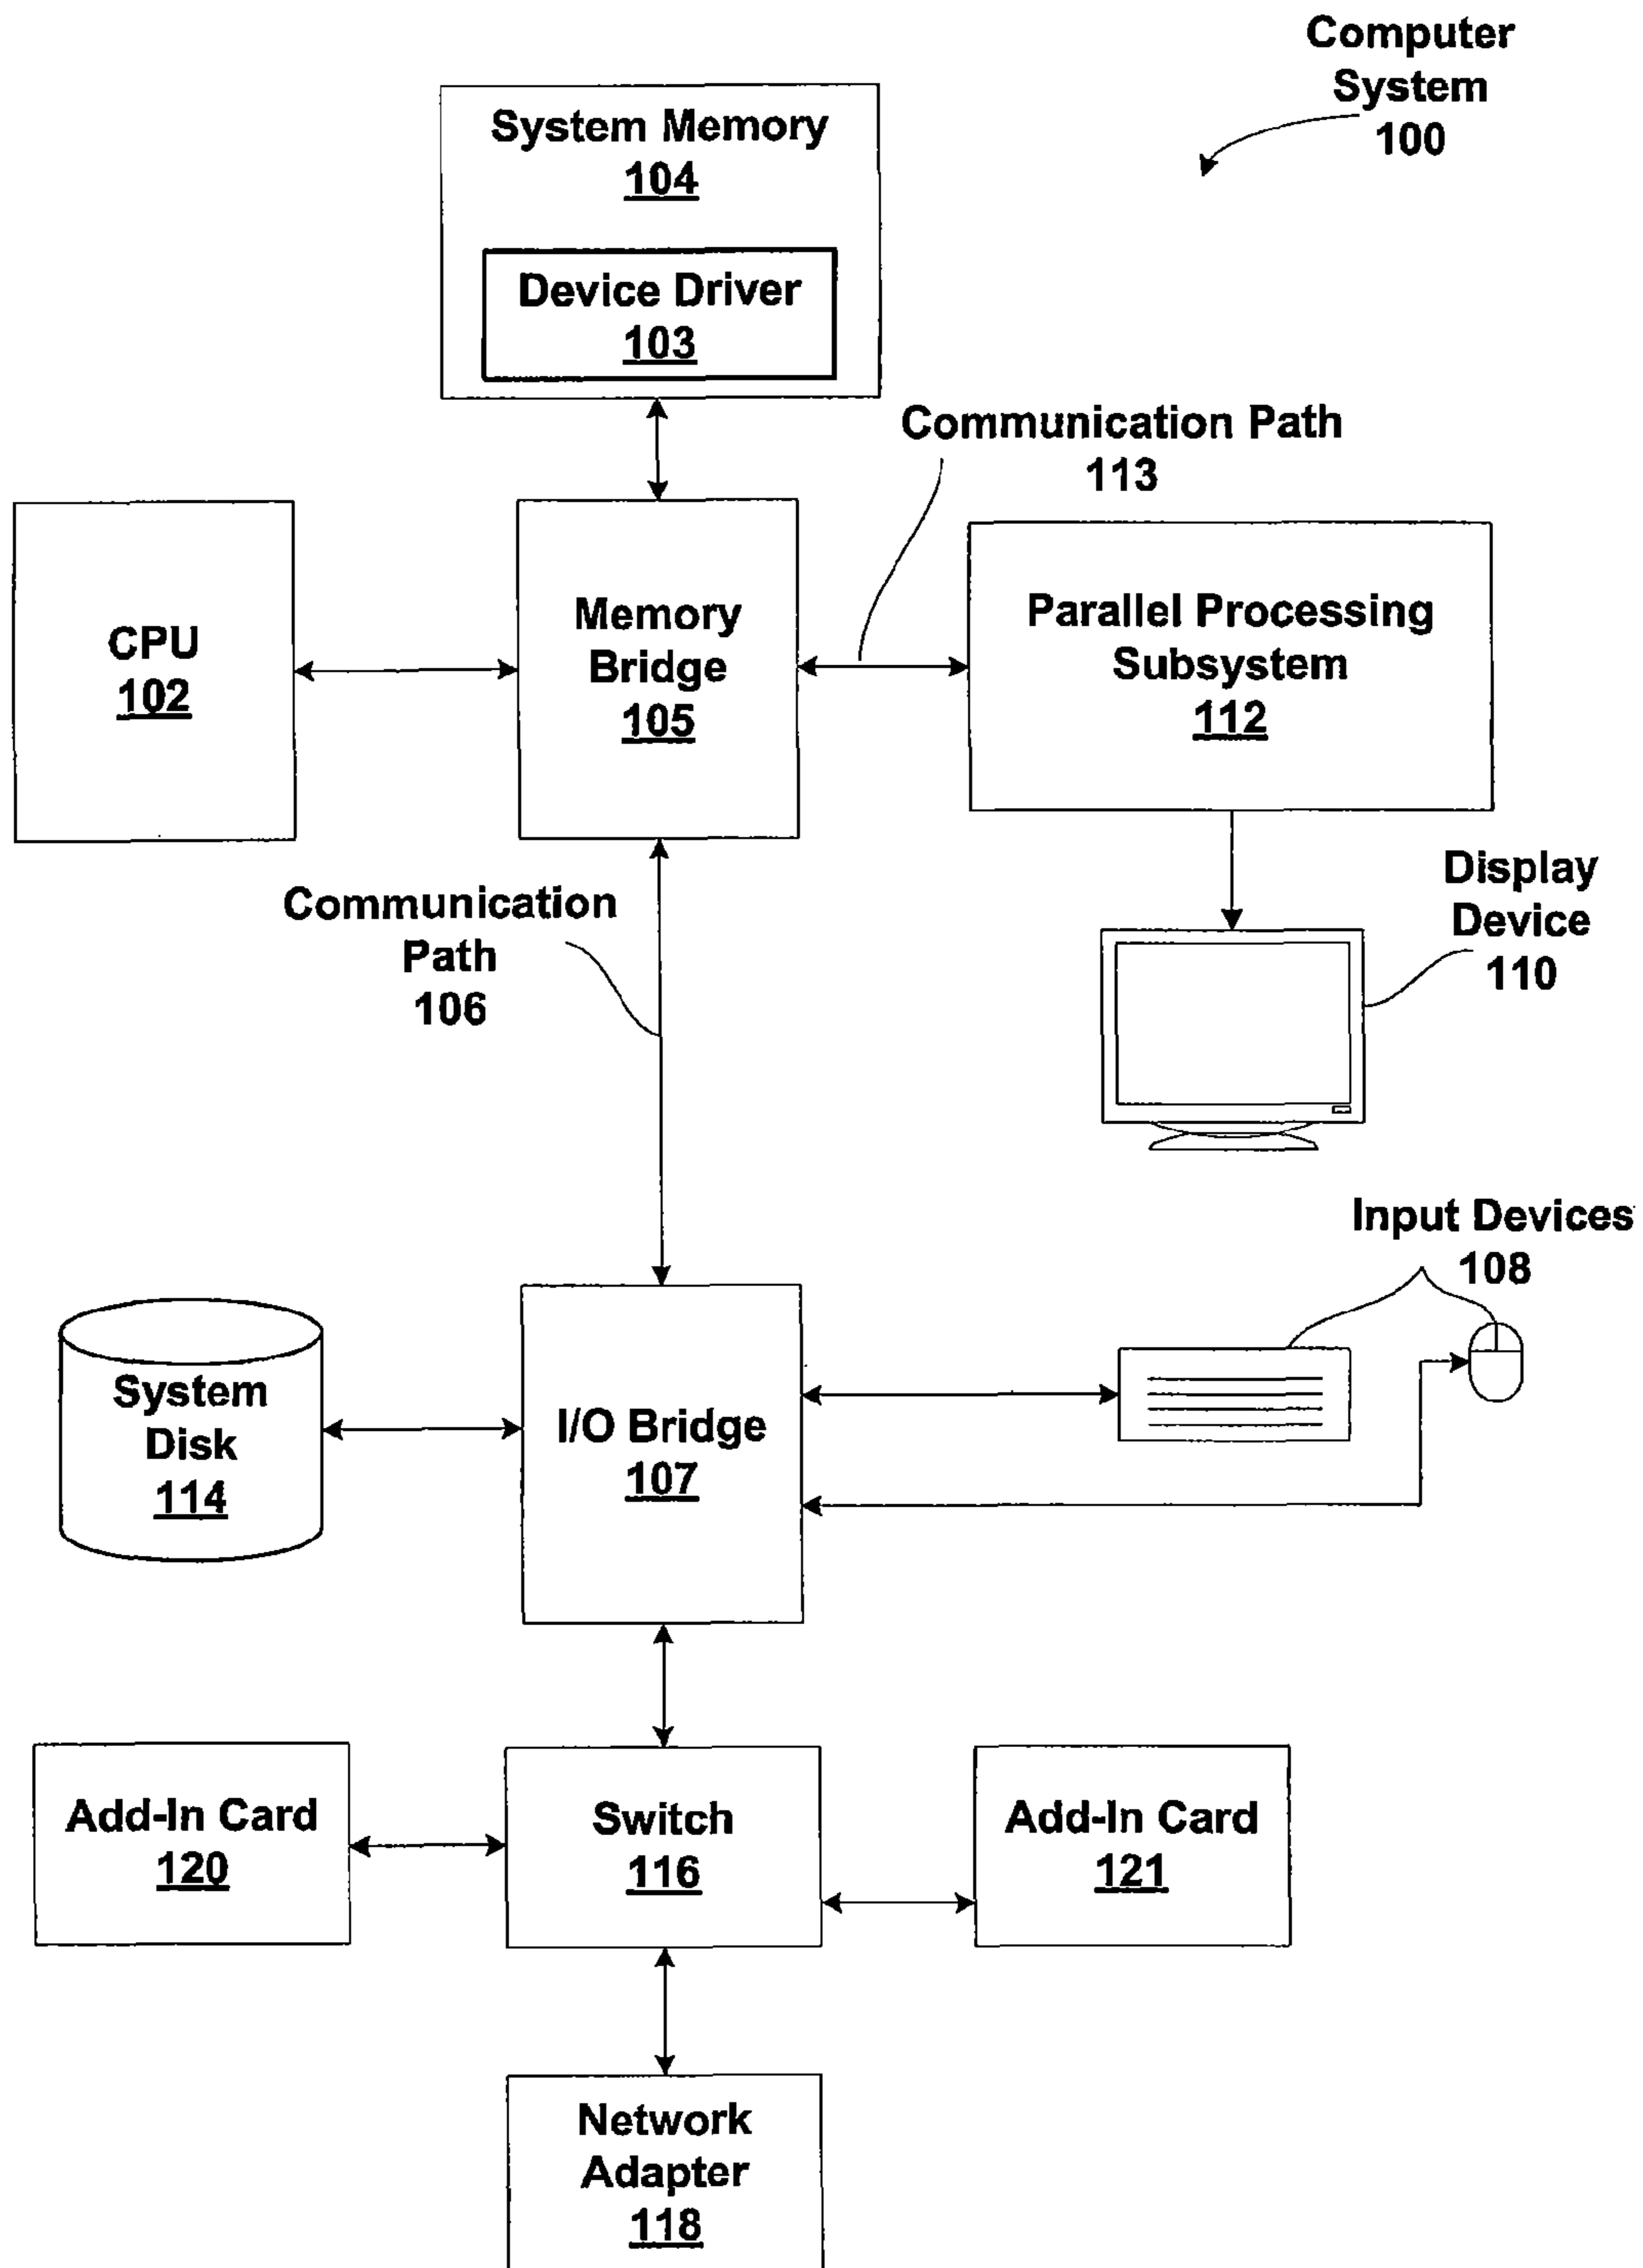 Computer
System
100
System Memory
104
Device Driver
103
Communication Path
113
CPU
102
Memory
Bridge
105
Parallel Processing
Subsystem
112
Communication
Path
106
Display
Device
110
Input Devices
108
System
Disk
114
I/O Bridge
107
Add-In Card
120
Switch
116
Add-In Card
121
Network
Adapter
118